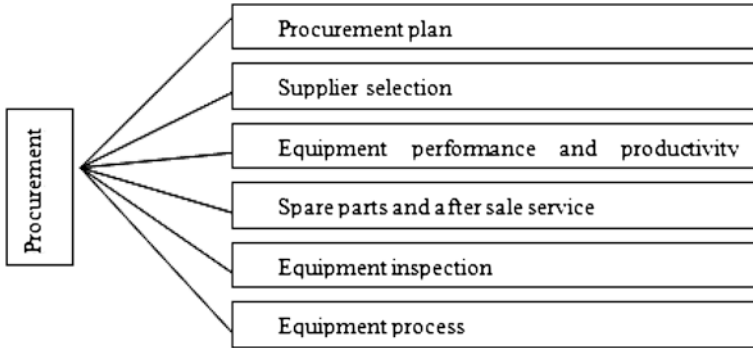 Procurement
Procurement plan
Supplier selection
Equipment performance and productivity
Spare parts and after sale service
Equipment inspection
Equipment process